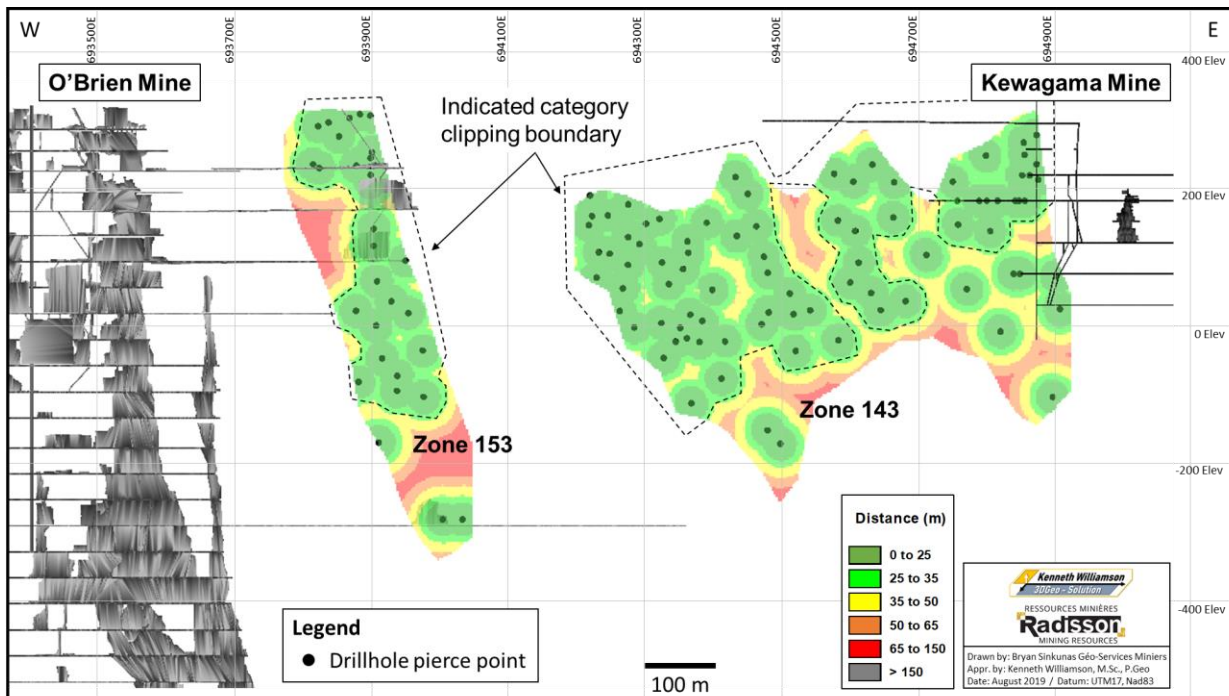 W
693500E
693700E
693900E
694100E
694300E
694500E
694700E
694900E
E
400 Elev
O’Brien Mine
Indicated category
clipping boundary
Kewagama Mine
200 Elev
0 Elev
Zone 153
Zone 143
-200 Elev
-400 Elev
Legend
Drillhole pierce point
100 m
Distance (m)
0 to 25
25 to 35
35 to 50
50 to 65
65 to 150
> 150
Kenneth Williamson
3DGeo - Solution
RESSOURCES MINIÈRES
Radisson
MINING RESOURCES
Drawn by: Bryan Sinkunas Géo-Services Miniers
Appr. by: Kenneth Williamson, M.Sc., P.Geo
Date: August 2019 / Datum: UTM17, Nad83